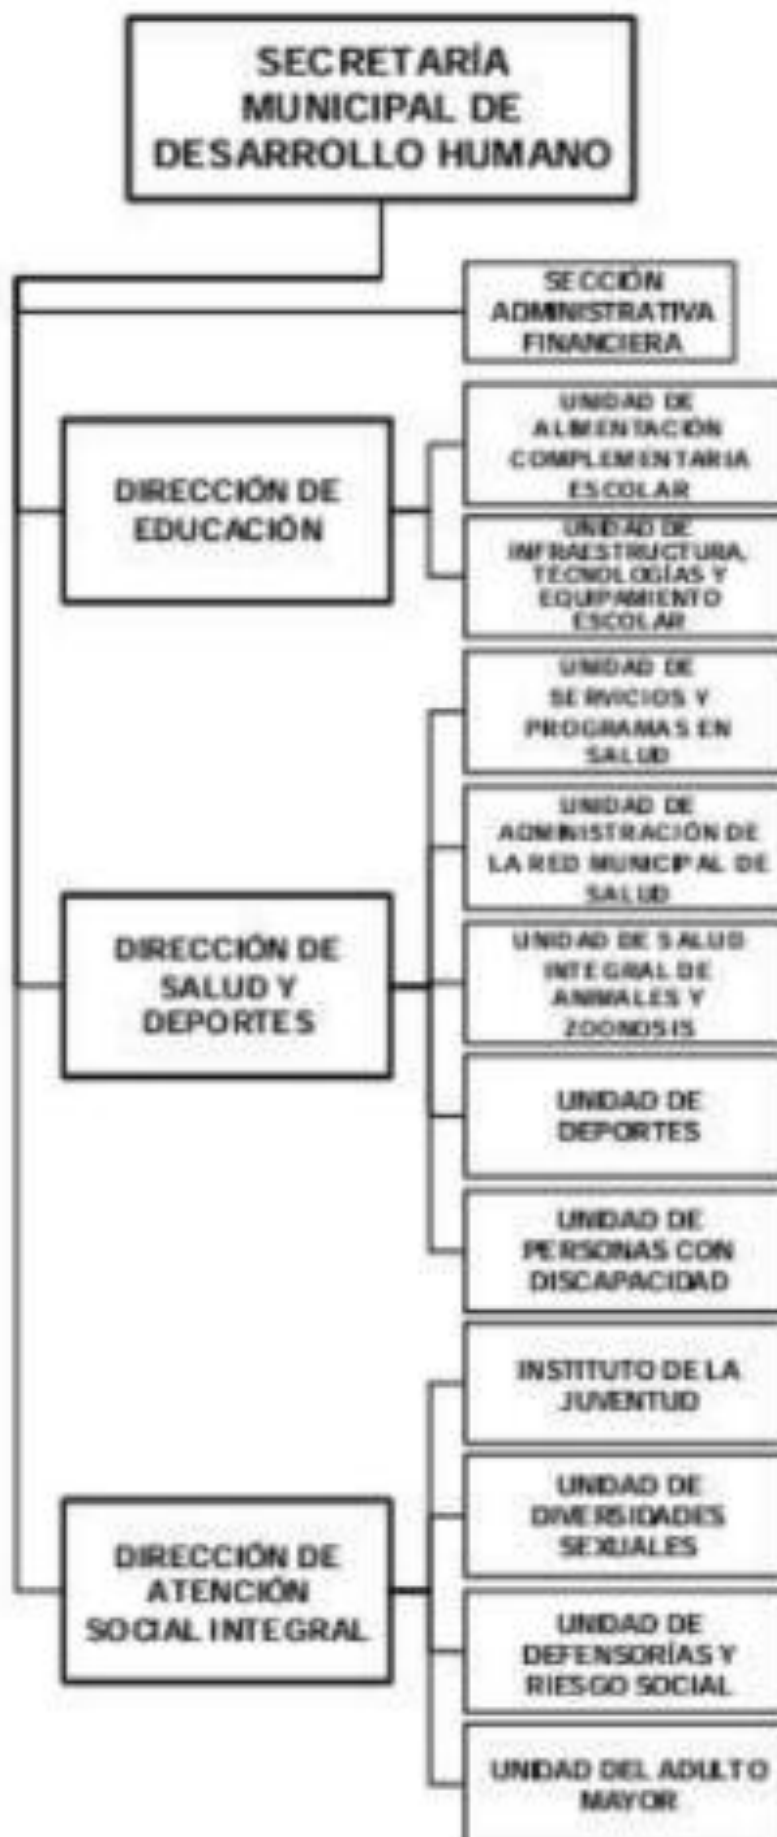 SECRETARÍA
MUNICIPAL DE
DESARROLLO HUMANO
SECCIÓN
ADMINISTRATIVA
FINANCIERA
DIRECCIÓN DE
EDUCACIÓN
UNIDAD DE
ALIMENTACIÓN
COMPLEMENTARIA
ESCOLAR
UNIDAD DE
INFRAESTRUCTURA,
TECNOLOGÍAS Y
EQUIPAMIENTO
ESCOLAR
DIRECCIÓN DE
SALUD Y
DEPORTES
UNIDAD DE
SERVICIOS Y
PROGRAMAS EN
SALUD
UNIDAD DE
ADMINISTRACIÓN DE
LA RED MUNICIPAL DE
SALUD
UNIDAD DE SALUD
INTEGRAL DE
ANIMALES Y
ZOONOSIS
UNIDAD DE
DEPORTES
UNIDAD DE
PERSONAS CON
DISCAPACIDAD
DIRECCIÓN DE
ATENCIÓN
SOCIAL INTEGRAL
INSTITUTO DE LA
JUVENTUD
UNIDAD DE
DIVERSIDADES
SEXUALES
UNIDAD DE
DEFENSORÍAS Y
RIESGO SOCIAL
UNIDAD DEL ADULTO
MAYOR